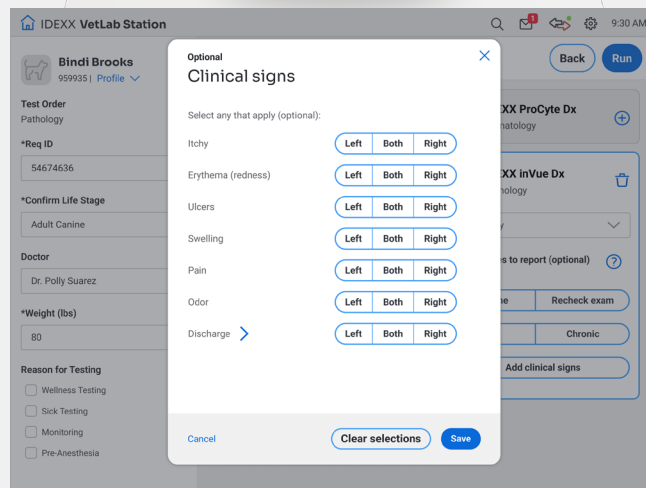 IDEXX VetLab Station
1
9:30 AM
Bindi Brooks
959935 | Profile
Back
Run
Test Order
Pathology
*Req ID
54674636
*Confirm Life Stage
Adult Canine
Doctor
Dr. Polly Suarez
*Weight (lbs)
80
Reason for Testing
Wellness Testing
Sick Testing
Monitoring
Pre-Anesthesia
Optional
Clinical signs
Select any that apply (optional):
Itchy Left Both Right
Erythema (redness) Left Both Right
Ulcers Left Both Right
Swelling Left Both Right
Pain Left Both Right
Odor Left Both Right
Discharge Left Both Right
Cancel Clear selections Save
EXX ProCyte Dx
natology
EXX inVue Dx
hology
s to report (optional) ?
Recheck exam
Chronic
Add clinical signs